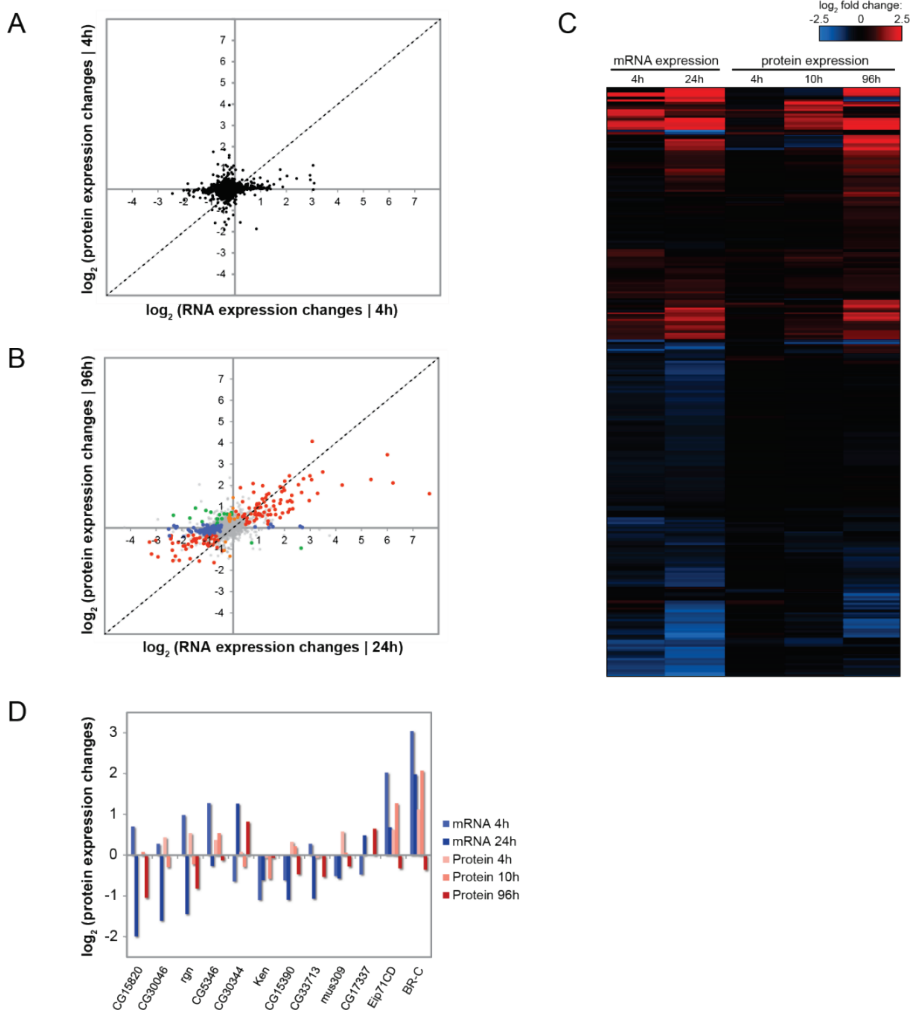 A
log2 (protein expression changes | 4h)
7
6
5
4
3
2
1
-4 -3 -2 -1 1 2 3 4 5 6 7
-1
-2
-3
-4
log2 (RNA expression changes | 4h)
B
log2 (protein expression changes | 96h)
7
6
5
4
3
2
1
-4 -3 -2 -1 1 2 3 4 5 6 7
-1
-2
-3
-4
log2 (RNA expression changes | 24h)
C
log2 fold change:
-2.5 0 2.5
mRNA expression protein expression
4h 24h 4h 10h 96h
D
log2 (protein expression changes)
3
2
1
0
-1
-2
CG15820 CG30046 rgn CG5346 CG30344 Ken CG15390 CG33713 mus309 CG17337 Eip71CD BR-C
mRNA 4h
mRNA 24h
Protein 4h
Protein 10h
Protein 96h